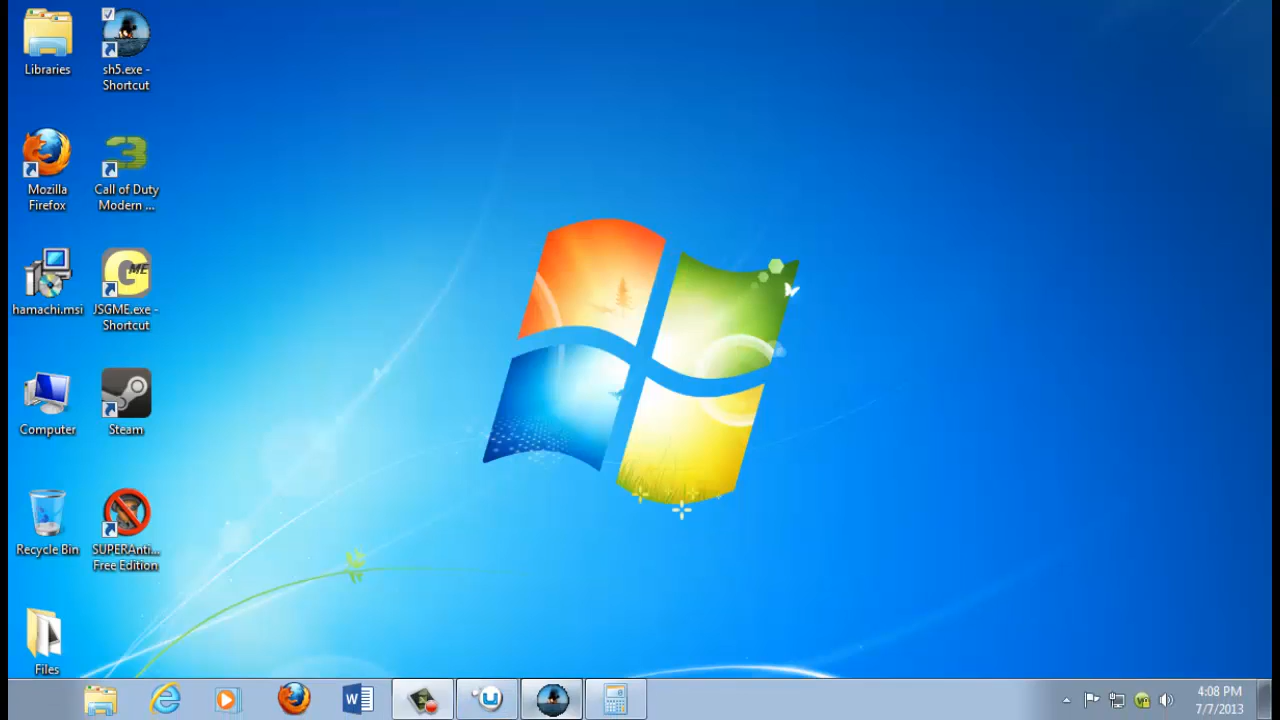 Libraries
sh5.exe -
Shortcut
Mozilla
Firefox
Call of Duty
Modern ...
hamachi.msi
JSGME.exe -
Shortcut
Computer
Steam
Recycle Bin
SUPERAnti...
Free Edition
Files
4:08 PM
7/7/2013